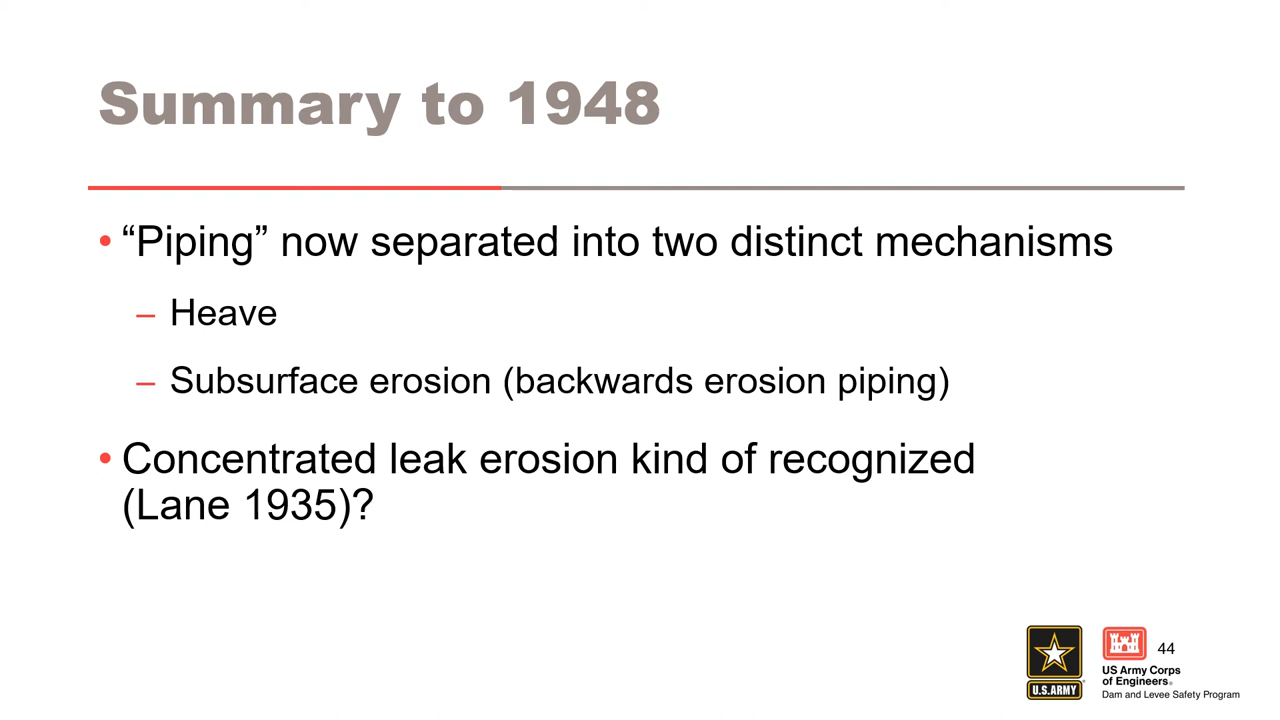 Summary to 1948
• “Piping” now separated into two distinct mechanisms
– Heave
– Subsurface erosion (backwards erosion piping)
• Concentrated leak erosion kind of recognized
(Lane 1935)?
44
U.S.ARMY
US Army Corps
of Engineers®
Dam and Levee Safety Program